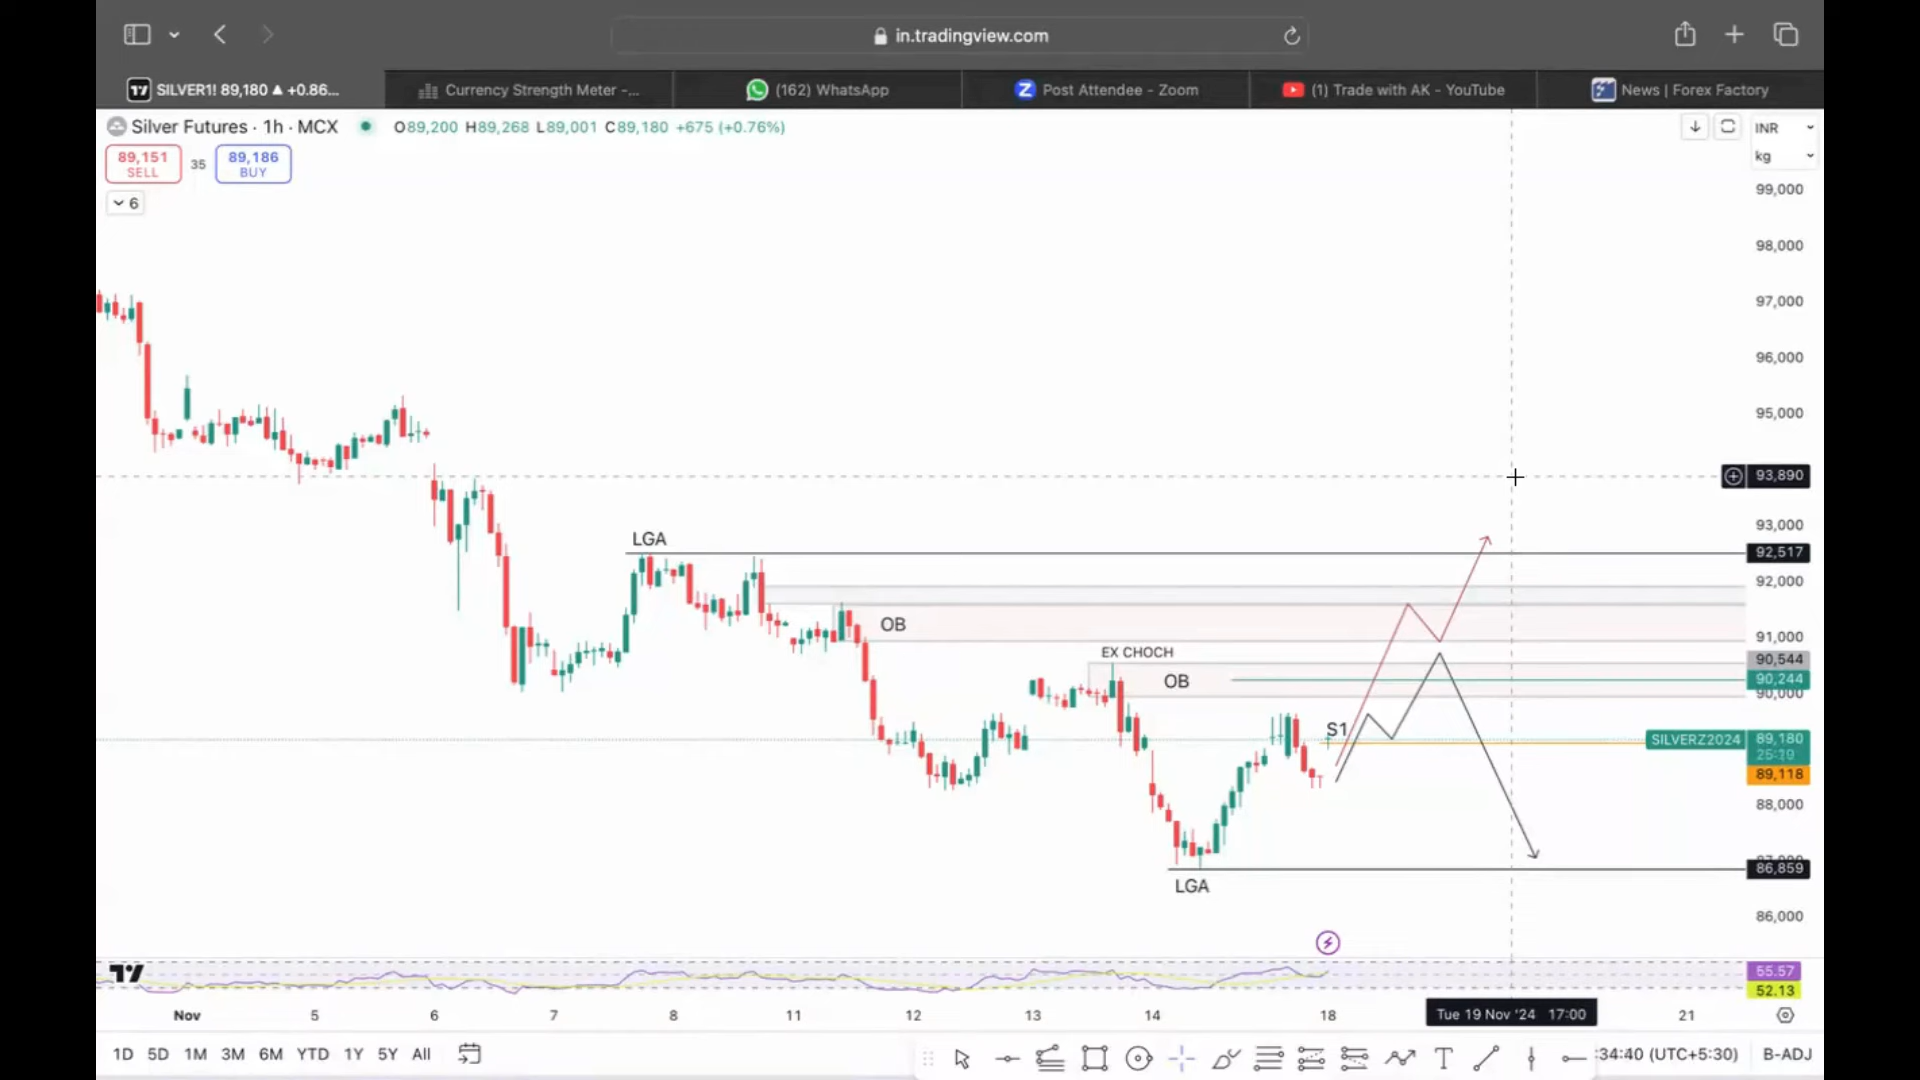 in.tradingview.com
SILVER1! 89,180 ▲ +0.86...
Currency Strength Meter -...
(162) WhatsApp
Post Attendee - Zoom
(1) Trade with AK - YouTube
News | Forex Factory
Silver Futures · 1h · MCX
O89,200 H89,268 L89,001 C89,180 +675 (+0.76%)
INR
kg
89,151
SELL
35
89,186
BUY
6
99,000
98,000
97,000
96,000
95,000
93,890
93,000
92,517
92,000
91,000
90,544
90,244
90,000
SILVERZ2024
89,180
89,118
88,000
86,859
86,000
LGA
OB
EX CHOCH
OB
S1
LGA
55.57
52.13
Nov
5
6
7
8
11
12
13
14
18
Tue 19 Nov '24 17:00
21
1D 5D 1M 3M 6M YTD 1Y 5Y All
:34:40 (UTC+5:30)
B-ADJ